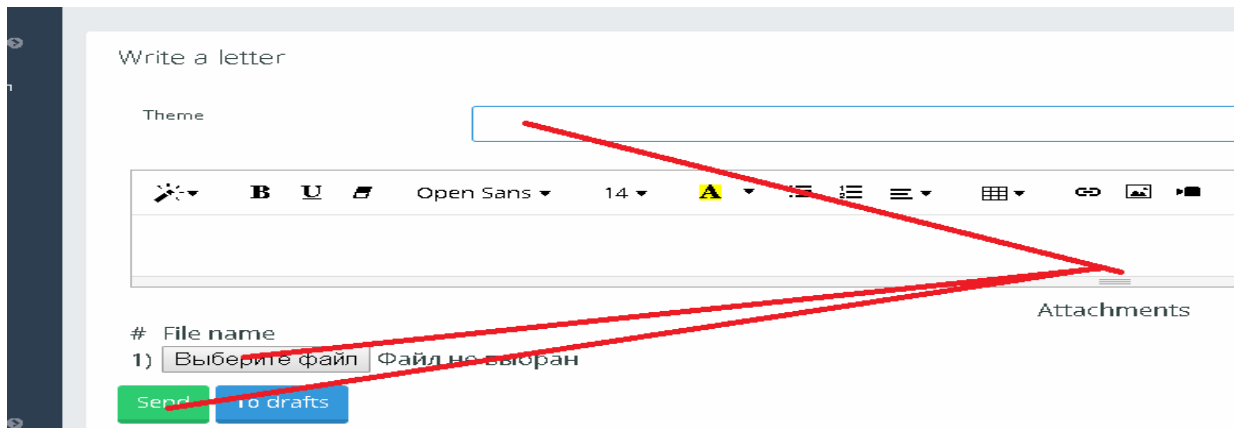 Write a letter
Theme
B U Open Sans 14 A
Attachments
# File name
1) Выберите файл Файл не выбран
Send To drafts